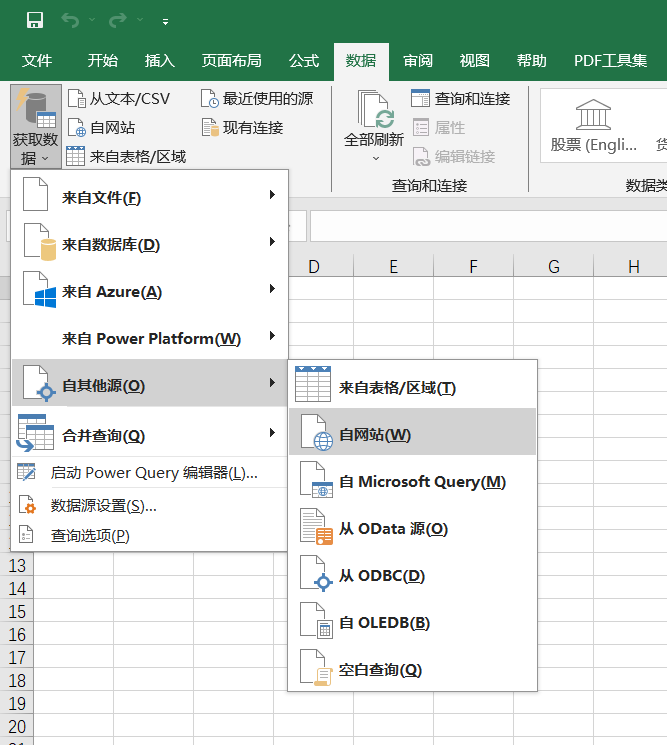 文件 开始 插入 页面布局 公式 数据 审阅 视图 帮助 PDF工具集
获取数据
从文本/CSV
自网站
来自表格/区域
最近使用的源
现有连接
全部刷新
查询和连接
属性
编辑链接
查询和连接
股票 (Engli...
数据类
D E F G H
来自文件(F)
来自数据库(D)
来自 Azure(A)
来自 Power Platform(W)
自其他源(O)
合并查询(Q)
启动 Power Query 编辑器(L)...
数据源设置(S)...
查询选项(P)
来自表格/区域(T)
自网站(W)
自 Microsoft Query(M)
从 OData 源(O)
从 ODBC(D)
自 OLEDB(B)
空白查询(Q)
13
14
15
16
17
18
19
20